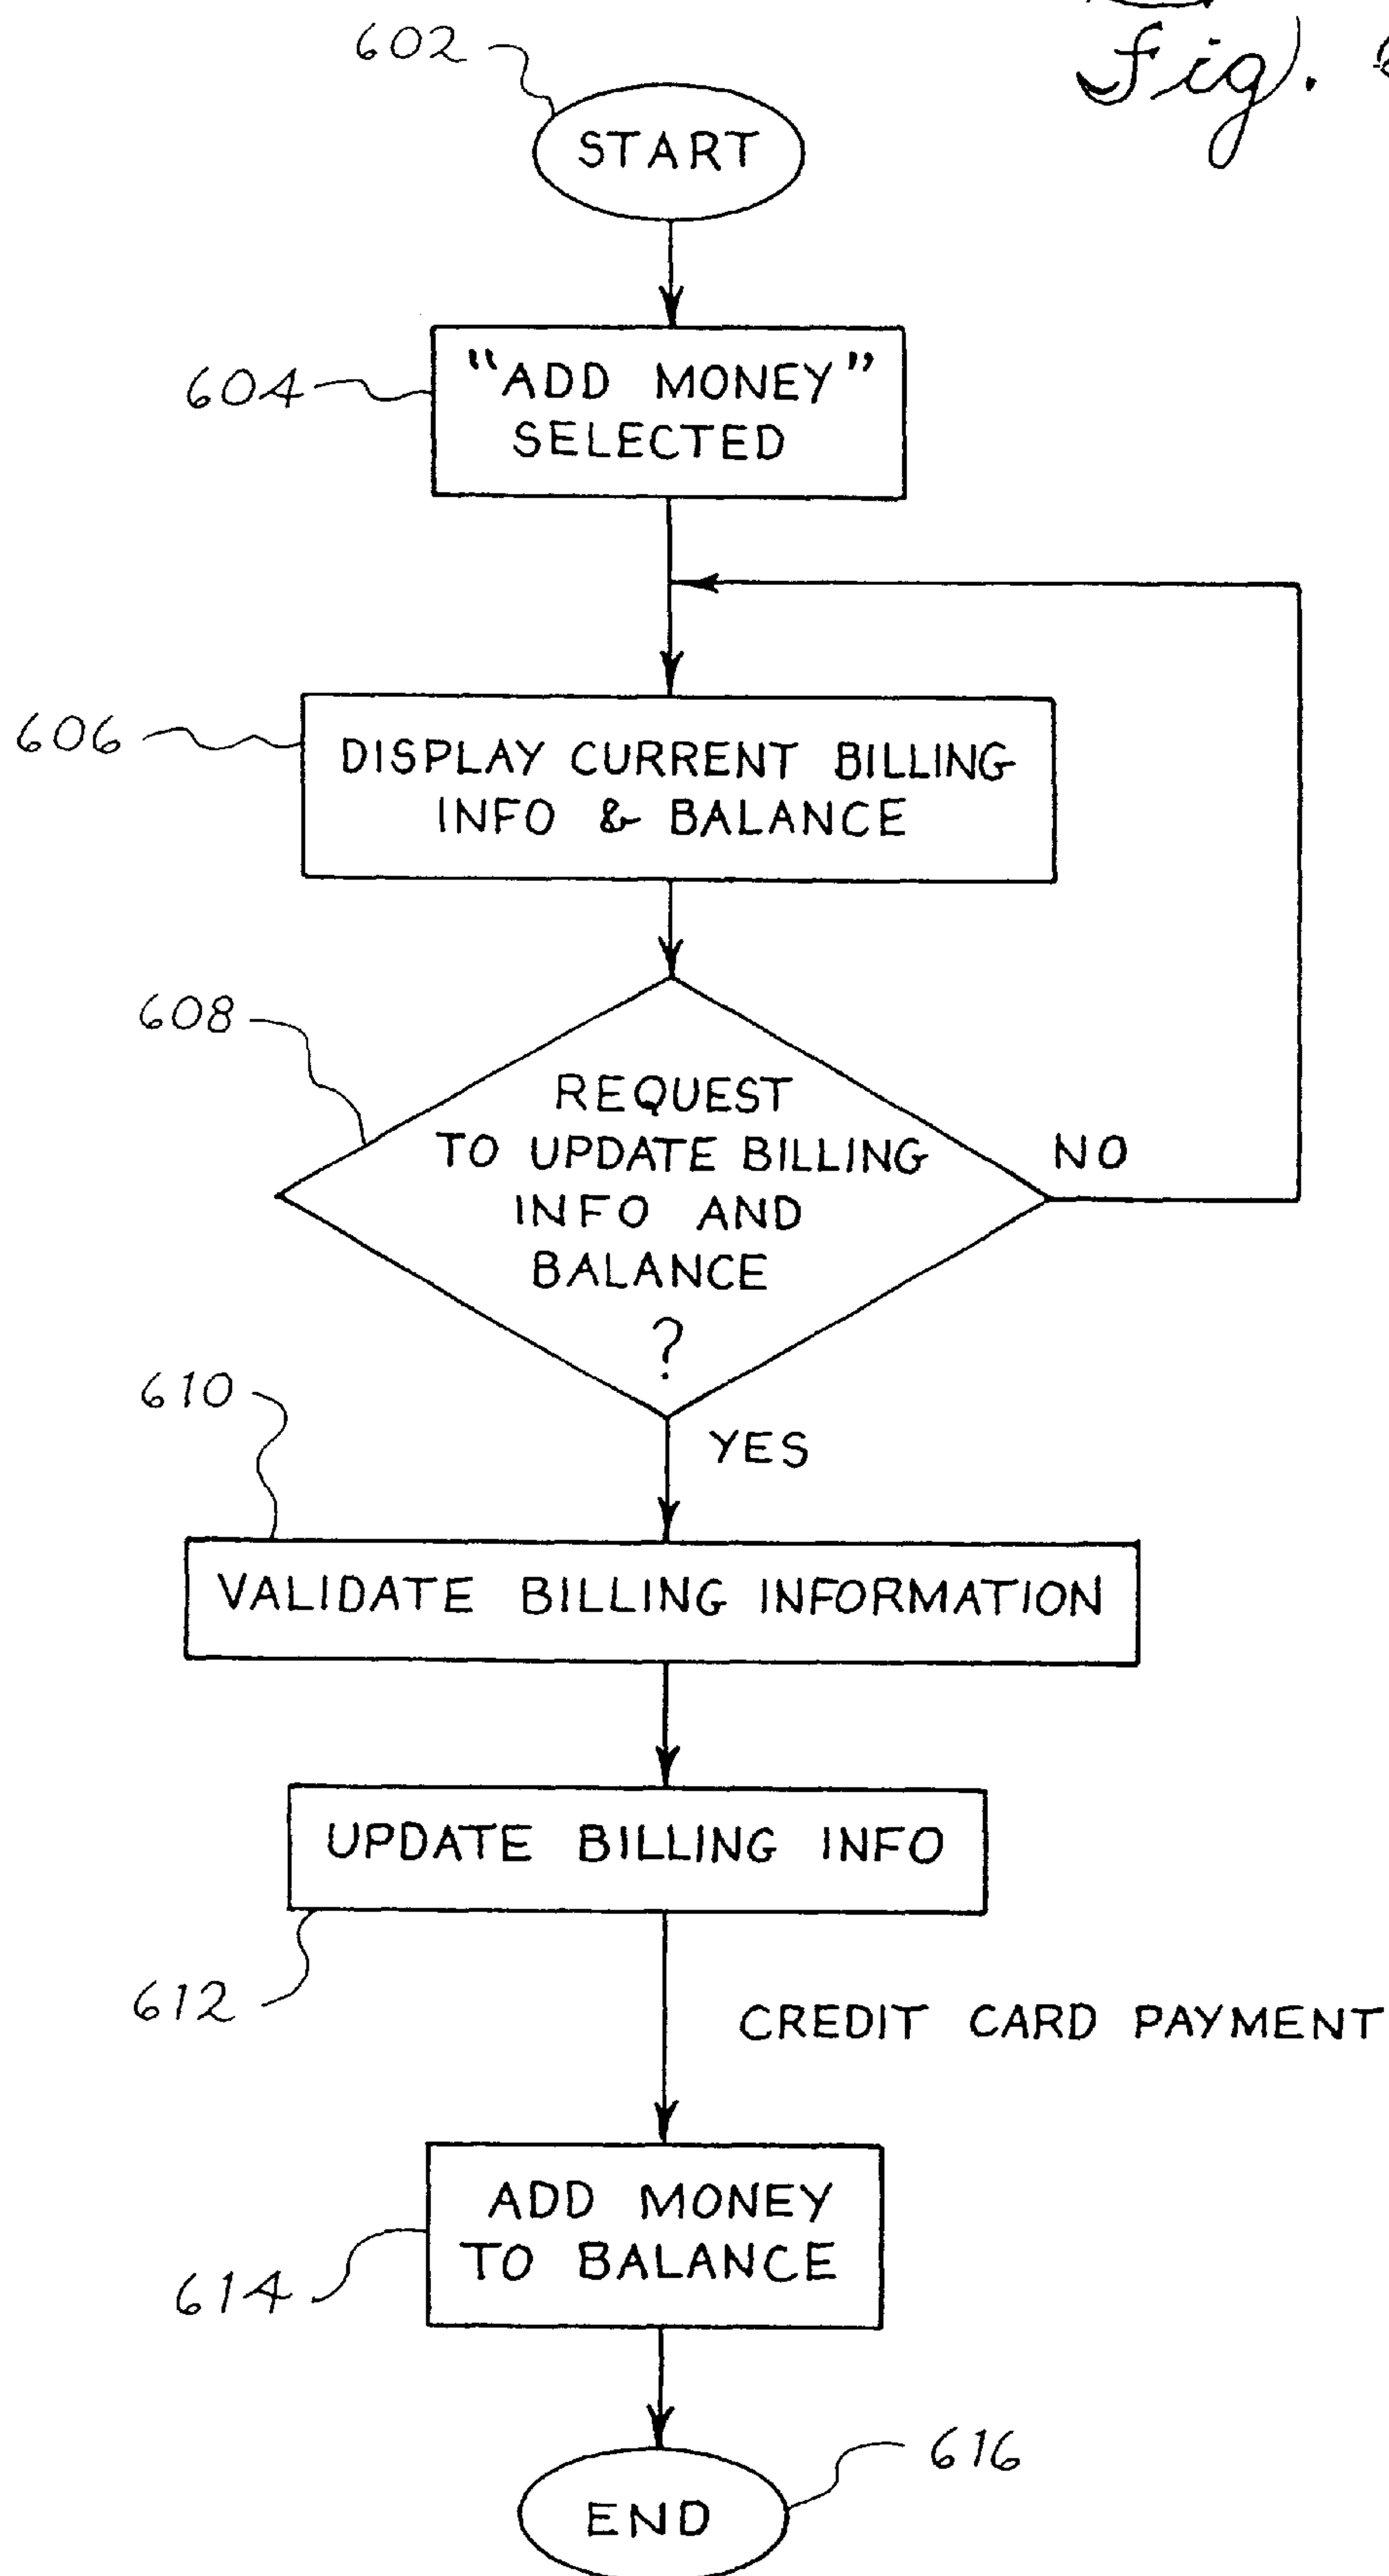 Fig.
602
START
604
"ADD MONEY"
SELECTED
606
DISPLAY CURRENT BILLING
INFO & BALANCE
608
REQUEST
TO UPDATE BILLING
INFO AND
BALANCE
?
NO
YES
610
VALIDATE BILLING INFORMATION
UPDATE BILLING INFO
612
CREDIT CARD PAYMENT
ADD MONEY
TO BALANCE
614
616
END